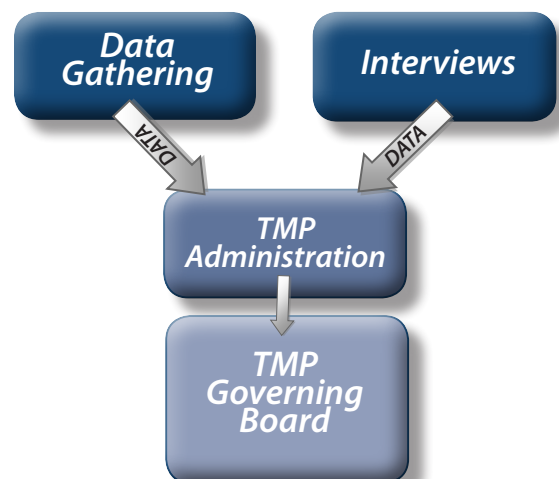 Data
Gathering
Interviews
DATA
DATA
TMP
Administration
TMP
Governing
Board